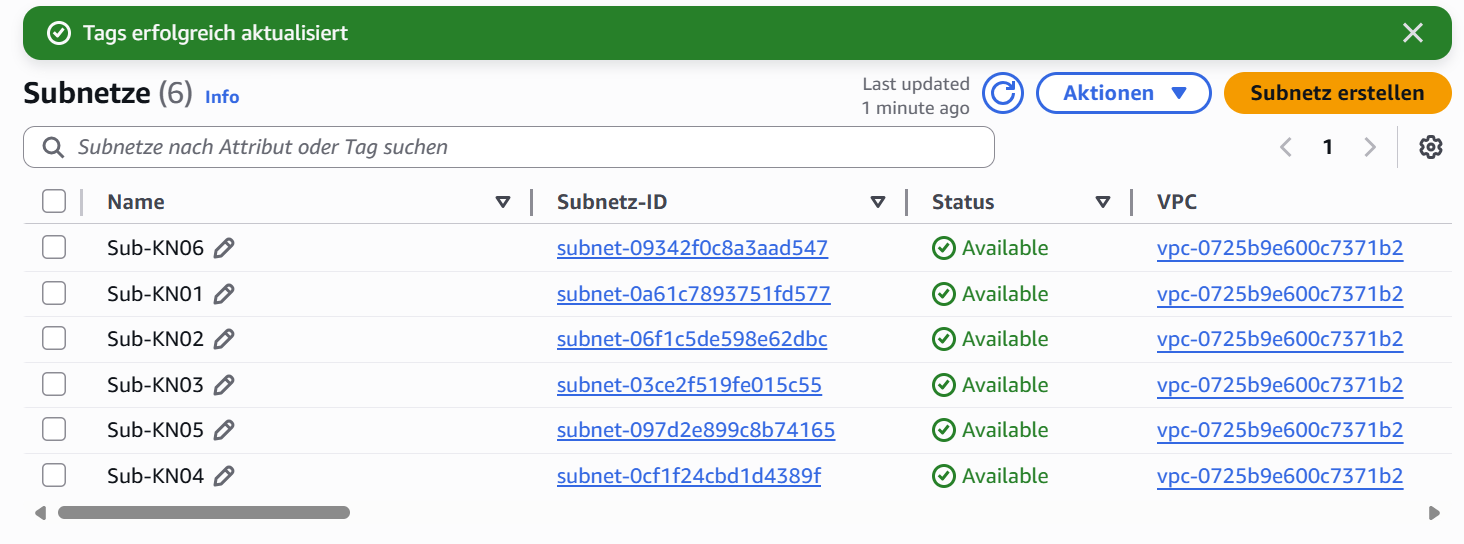 Tags erfolgreich aktualisiert
Subnetze (6) Info
Last updated
1 minute ago
Aktionen
Subnetz erstellen
Subnetze nach Attribut oder Tag suchen
1
Name Subnetz-ID Status VPC
Sub-KN06 subnet-09342f0c8a3aad547 Available vpc-0725b9e600c7371b2
Sub-KN01 subnet-0a61c7893751fd577 Available vpc-0725b9e600c7371b2
Sub-KN02 subnet-06f1c5de598e62dbc Available vpc-0725b9e600c7371b2
Sub-KN03 subnet-03ce2f519fe015c55 Available vpc-0725b9e600c7371b2
Sub-KN05 subnet-097d2e899c8b74165 Available vpc-0725b9e600c7371b2
Sub-KN04 subnet-0cf1f24cbd1d4389f Available vpc-0725b9e600c7371b2